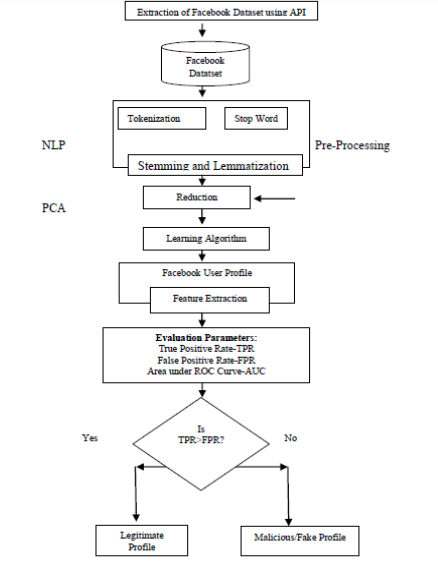 Extraction of Facebook Dataset using API
Facebook
Datatset
Tokenization
Stop Word
NLP
Pre-Processing
Stemming and Lemmatization
Reduction
PCA
Learning Algorithm
Facebook User Profile
Feature Extraction
Evaluation Parameters:
True Positive Rate-TPR
False Positive Rate-FPR
Area under ROC Curve-AUC
Is
TPR>FPR?
Yes
No
Legitimate
Profile
Malicious/Fake Profile